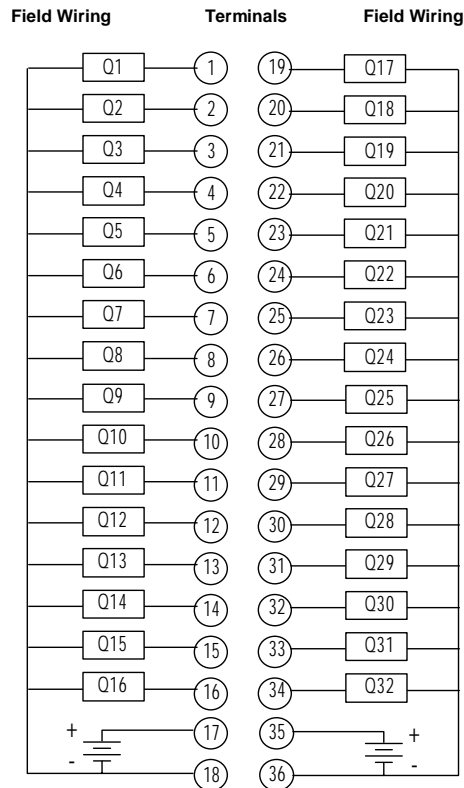 Field Wiring Terminals Field Wiring
Q1 1 19 Q17
Q2 2 20 Q18
Q3 3 21 Q19
Q4 4 22 Q20
Q5 5 23 Q21
Q6 6 24 Q22
Q7 7 25 Q23
Q8 8 26 Q24
Q9 9 27 Q25
Q10 10 28 Q26
Q11 11 29 Q27
Q12 12 30 Q28
Q13 13 31 Q29
Q14 14 32 Q30
Q15 15 33 Q31
Q16 16 34 Q32
+ 17 35 +
- 18 36 -